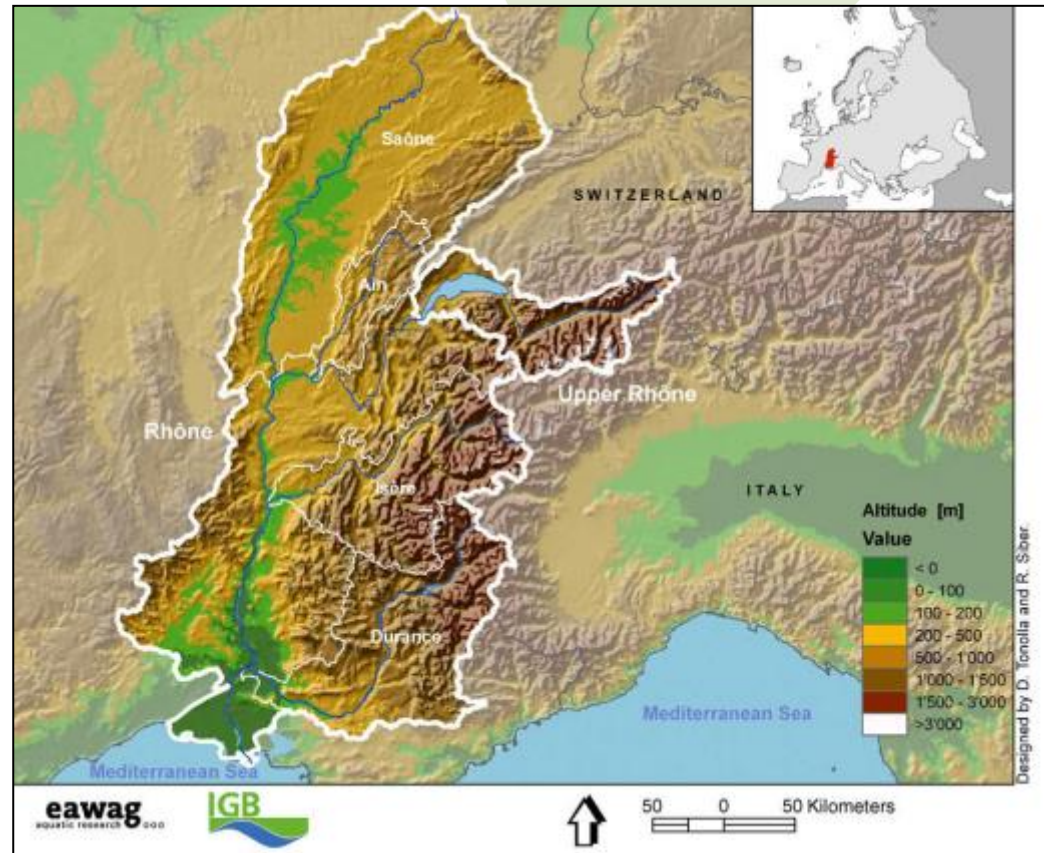 Saône
SWITZERLAND
Ain
Upper Rhône
Rhône
Isère
ITALY
Durance
Mediterranean Sea
Mediterranean Sea
Altitude [m]
Value
< 0
0 - 100
100 - 200
200 - 500
500 - 1'000
1'000 - 1'500
1'500 - 3'000
>3'000
Designed by D. Tonolla and R. Siber.
eawag
aquatic research
IGB
50 0 50 Kilometers